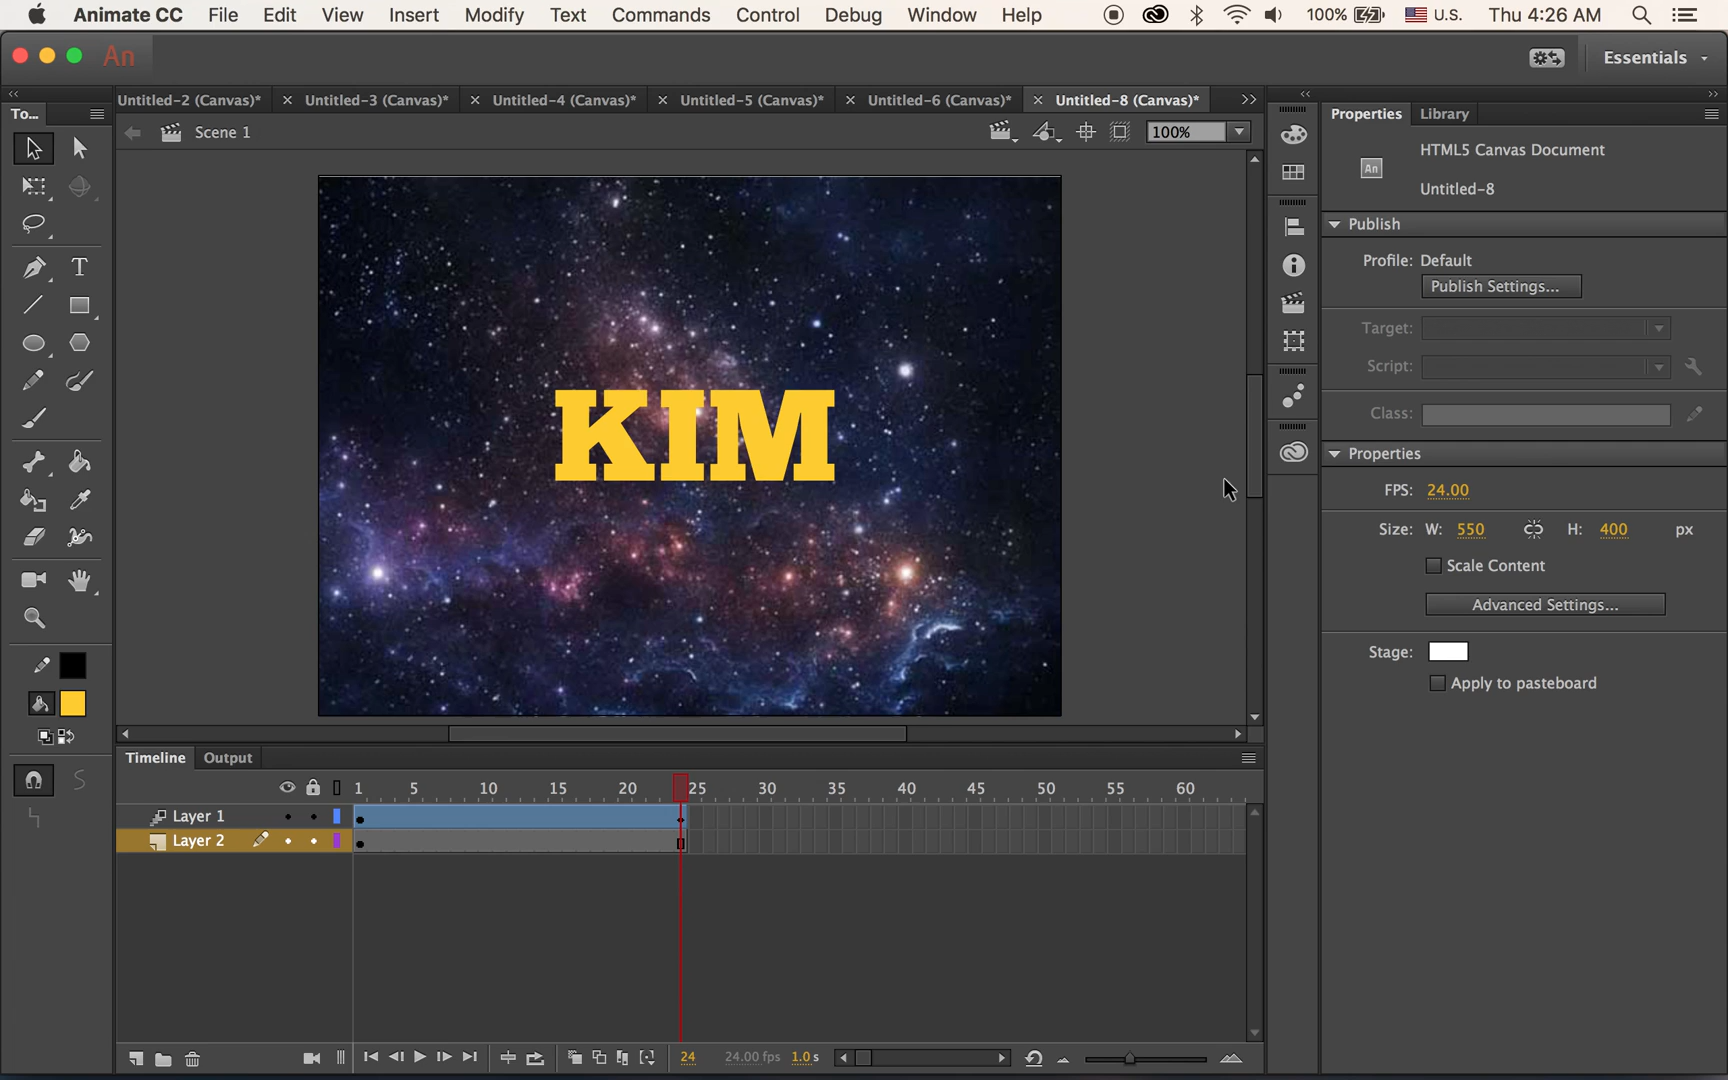 Animate CC File Edit View Insert Modify Text Commands Control Debug Window Help 100% U.S. Thu 4:26 AM
An Essentials
To... Untitled-2 (Canvas)* Untitled-3 (Canvas)* Untitled-4 (Canvas)* Untitled-5 (Canvas)* Untitled-6 (Canvas)* Untitled-8 (Canvas)* Properties Library
Scene 1 100%
HTML5 Canvas Document
An
Untitled-8
Publish
Profile: Default
Publish Settings...
Target:
Script:
Class:
KIM
Properties
FPS: 24.00
Size: W: 550 H: 400 px
Scale Content
Advanced Settings...
Stage:
Apply to pasteboard
Timeline Output
1 5 10 15 20 25 30 35 40 45 50 55 60
Layer 1
Layer 2
24 24.00 fps 1.0 s